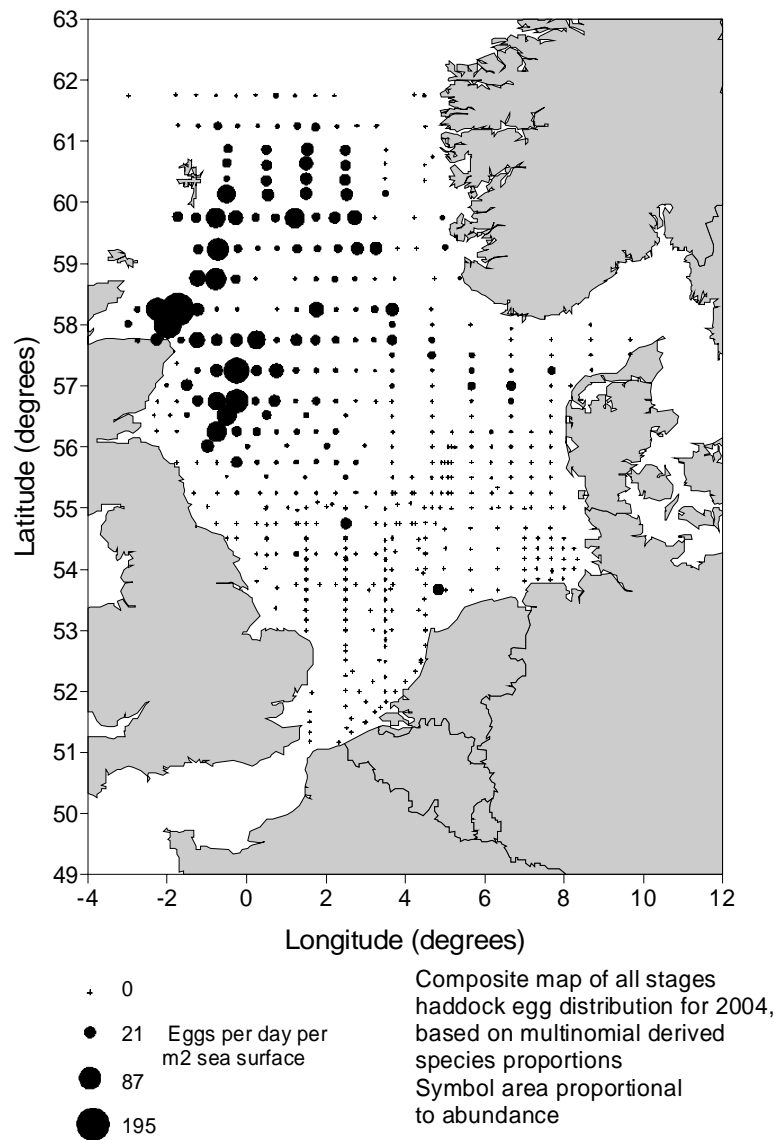 63
62
61
60
59
58
57
56
55
54
53
52
51
50
49
Latitude (degrees)
-4 -2 0 2 4 6 8 10 12
Longitude (degrees)
0
21 Eggs per day per
m2 sea surface
87
195
Composite map of all stages
haddock egg distribution for 2004,
based on multinomial derived
species proportions
Symbol area proportional
to abundance